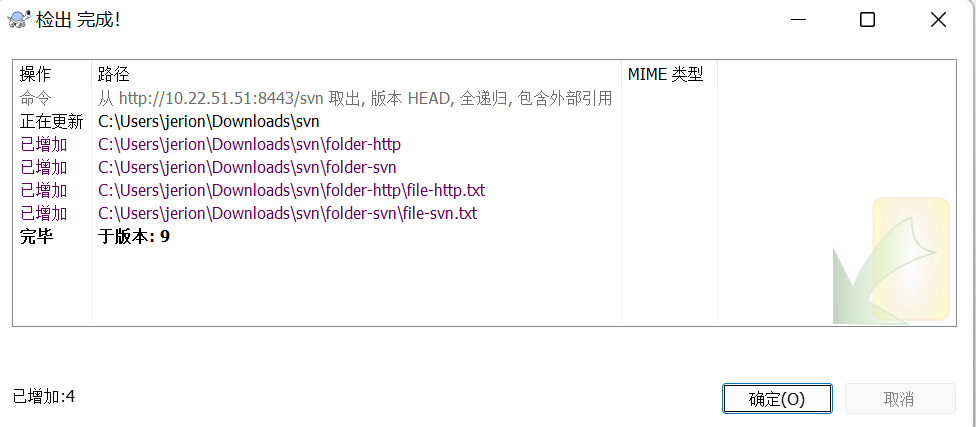 检出 完成!
操作 路径 MIME 类型
命令 从 http://10.22.51.51:8443/svn 取出, 版本 HEAD, 全递归, 包含外部引用
正在更新 C:\Users\jerion\Downloads\svn
已增加 C:\Users\jerion\Downloads\svn\folder-http
已增加 C:\Users\jerion\Downloads\svn\folder-svn
已增加 C:\Users\jerion\Downloads\svn\folder-http\file-http.txt
已增加 C:\Users\jerion\Downloads\svn\folder-svn\file-svn.txt
完毕 于版本: 9
已增加:4 确定(O) 取消